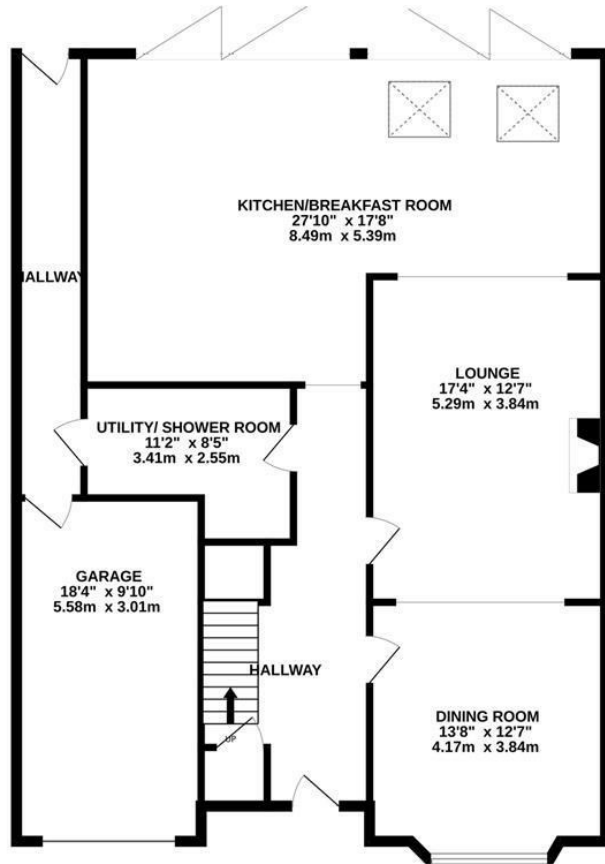 KITCHEN/BREAKFAST ROOM
27'10" x 17'8"
8.49m x 5.39m
HALLWAY
LOUNGE
17'4" x 12'7"
5.29m x 3.84m
UTILITY/ SHOWER ROOM
11'2" x 8'5"
3.41m x 2.55m
GARAGE
18'4" x 9'10"
5.58m x 3.01m
HALLWAY
DINING ROOM
13'8" x 12'7"
4.17m x 3.84m
UP